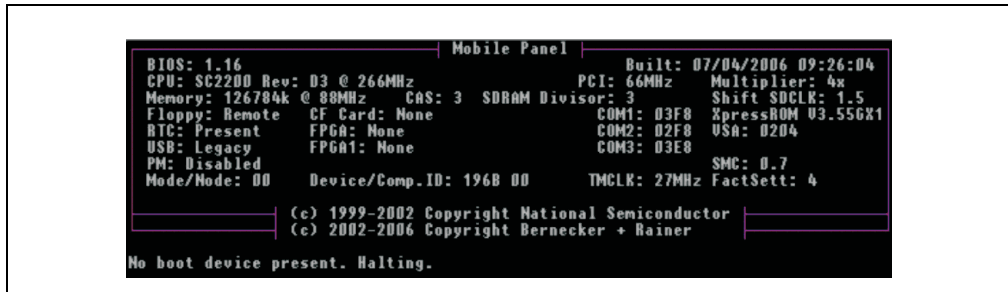 Mobile Panel
BIOS: 1.16 Built: 07/04/2006 09:26:04
CPU: SC2200 Rev: D3 @ 266MHz PCI: 66MHz Multiplier: 4x
Memory: 126784k @ 88MHz CAS: 3 SDRAM Divisor: 3 Shift SDCLK: 1.5
Floppy: Remote CF Card: None COM1: 03F8 XpressROM V3.55GX1
RTC: Present FPGA: None COM2: 02F8 VSA: 0204
USB: Legacy FPGA1: None COM3: 03E8
PM: Disabled SMC: 0.7
Mode/Node: 00 Device/Comp.ID: 196B 00 TMCLK: 27MHz FactSett: 4
(c) 1999-2002 Copyright National Semiconductor
(c) 2002-2006 Copyright Bernecker + Rainer
No boot device present. Halting.